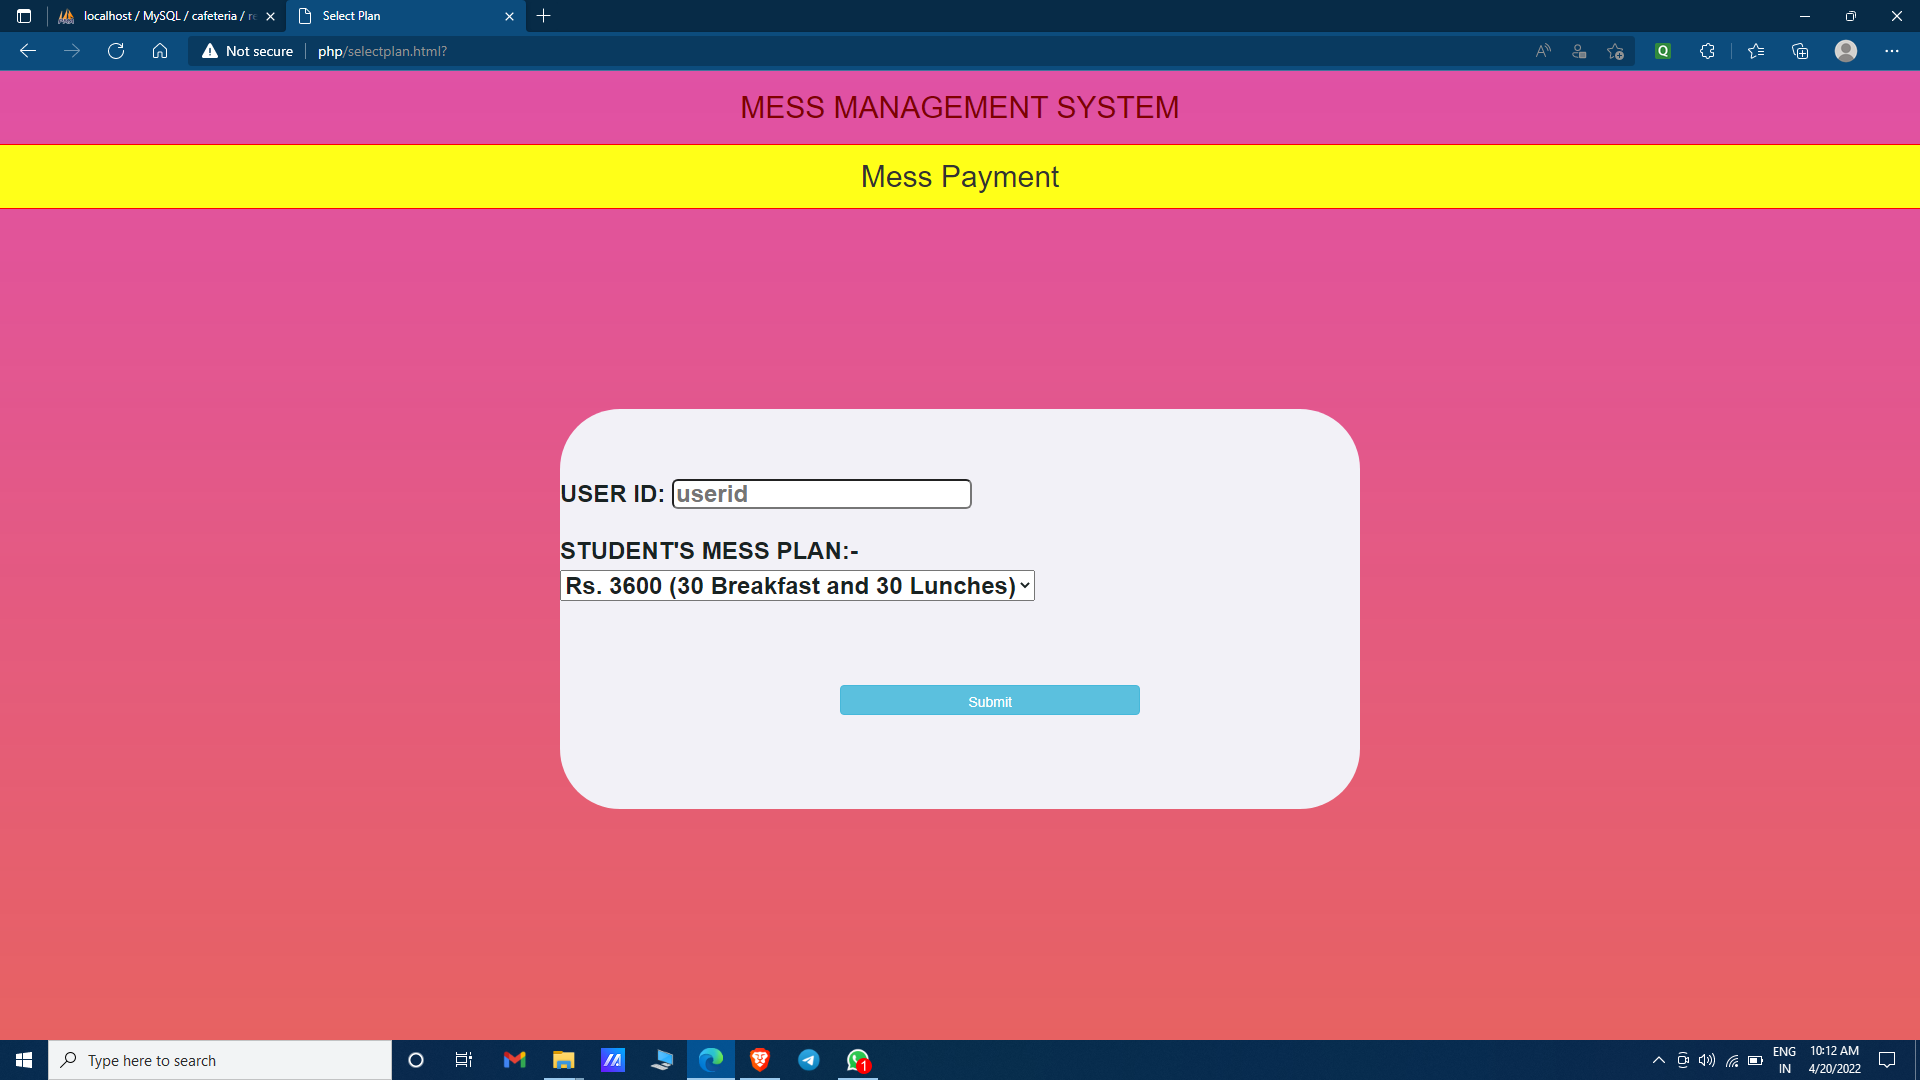 localhost / MySQL / cafeteria / re
Select Plan
Not secure
php/selectplan.html?
MESS MANAGEMENT SYSTEM
Mess Payment
USER ID: userid
STUDENT'S MESS PLAN:-
Rs. 3600 (30 Breakfast and 30 Lunches)
Submit
Type here to search
1
ENG
IN
10:12 AM
4/20/2022